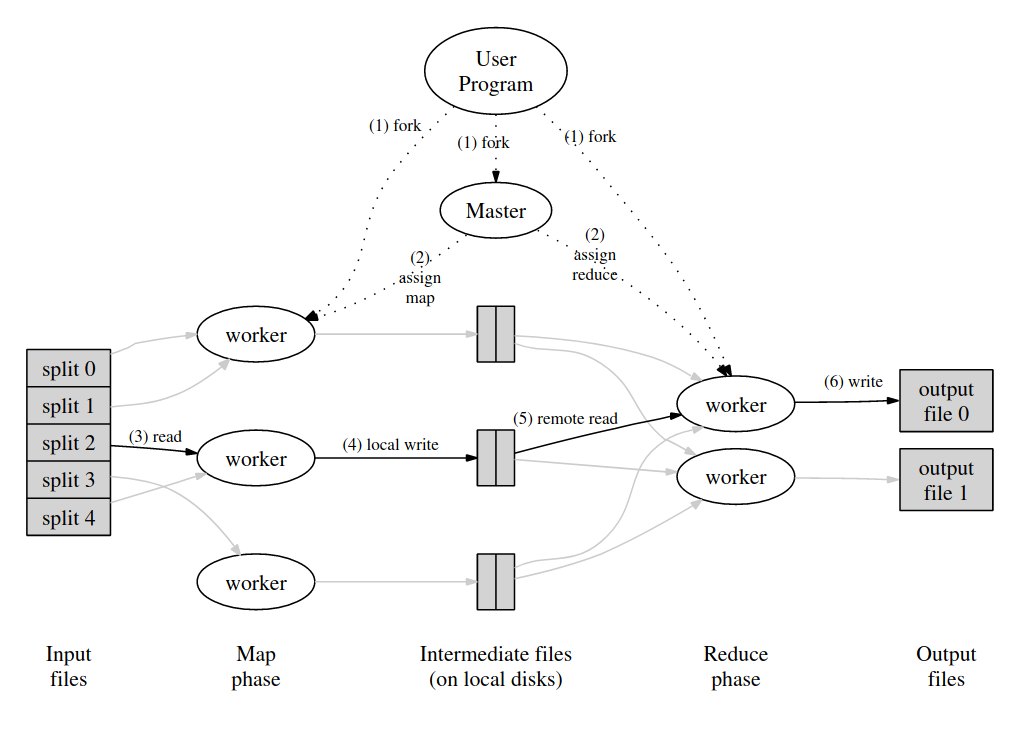 User
Program
(1) fork
(1) fork
(1) fork
Master
(2)
assign
map
(2)
assign
reduce
split 0
split 1
split 2
split 3
split 4
(3) read
worker
worker
worker
(4) local write
(5) remote read
worker
worker
(6) write
output
file 0
output
file 1
Input
files
Map
phase
Intermediate files
(on local disks)
Reduce
phase
Output
files